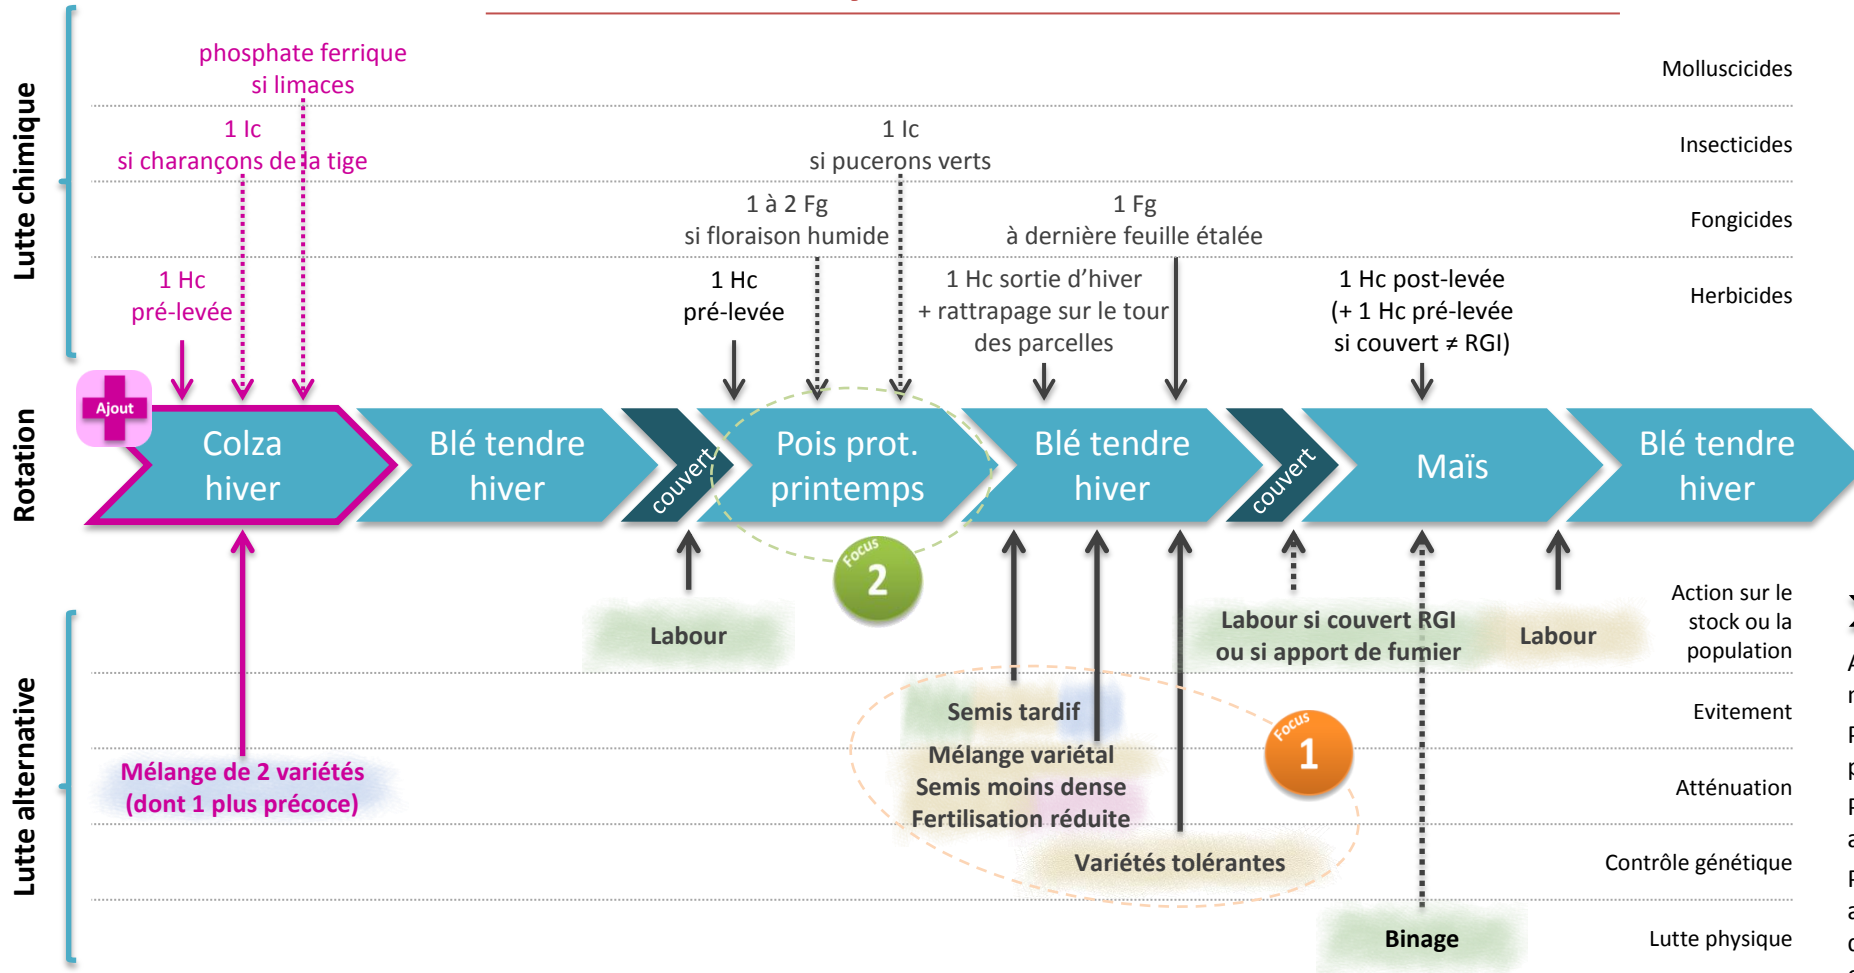 Lutte chimique
phosphate ferrique
si limaces
Molluscicides
1 Ic
si charançons de la tige
1 Ic
si pucerons verts
Insecticides
1 à 2 Fg
si floraison humide
1 Fg
à dernière feuille étalée
Fongicides
1 Hc
pré-levée
1 Hc
pré-levée
1 Hc sortie d’hiver
+ rattrapage sur le tour
des parcelles
1 Hc post-levée
(+ 1 Hc pré-levée
si couvert ≠ RGI)
Herbicides
Rotation
Ajout
Colza
hiver
Blé tendre
hiver
couvert
Pois prot.
printemps
Blé tendre
hiver
couvert
Maïs
Blé tendre
hiver
Focus
2
Lutte alternative
Labour
Labour si couvert RGI
ou si apport de fumier
Labour
Action sur le
stock ou la
population
Semis tardif
Evitement
Focus
1
Mélange de 2 variétés
(dont 1 plus précoce)
Mélange variétal
Semis moins dense
Fertilisation réduite
Atténuation
Variétés tolérantes
Contrôle génétique
Binage
Lutte physique